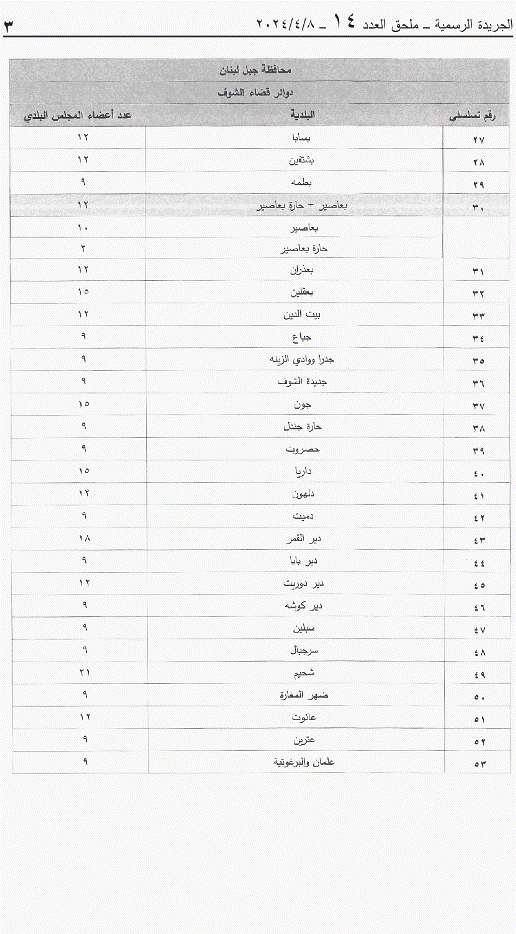 الجريدة الرسمية ــ ملحق العدد ١٤ ــ ٢٠٢٤/٤/٨ ٣
محافظة جبل لبنان
دوائر قضاء الشوف
رقم تسلسلي البلدية عدد أعضاء المجلس البلدي
٢٧ بسابا ١٢
٢٨ بشتفين ١٢
٢٩ بطمه ٩
٣٠ بعاصير + حارة بعاصير ١٢
بعاصير ١٠
حارة بعاصير ٢
٣١ بعذران ١٢
٣٢ بعقلين ١٥
٣٣ بيت الدين ١٢
٣٤ جباع ٩
٣٥ جدرا ووادي الزينه ٩
٣٦ جديدة الشوف ٩
٣٧ جون ١٥
٣٨ حارة جندل ٩
٣٩ حصروت ٩
٤٠ داريا ١٥
٤١ دلهون ١٢
٤٢ دميت ٩
٤٣ دير القمر ١٨
٤٤ دير بابا ٩
٤٥ دير دوريت ١٢
٤٦ دير كوشه ٩
٤٧ سبلين ٩
٤٨ سرجبال ٩
٤٩ شحيم ٢١
٥٠ ضهر المغارة ٩
٥١ عانوت ١٢
٥٢ عترين ٩
٥٣ علمان والبرغوتية ٩